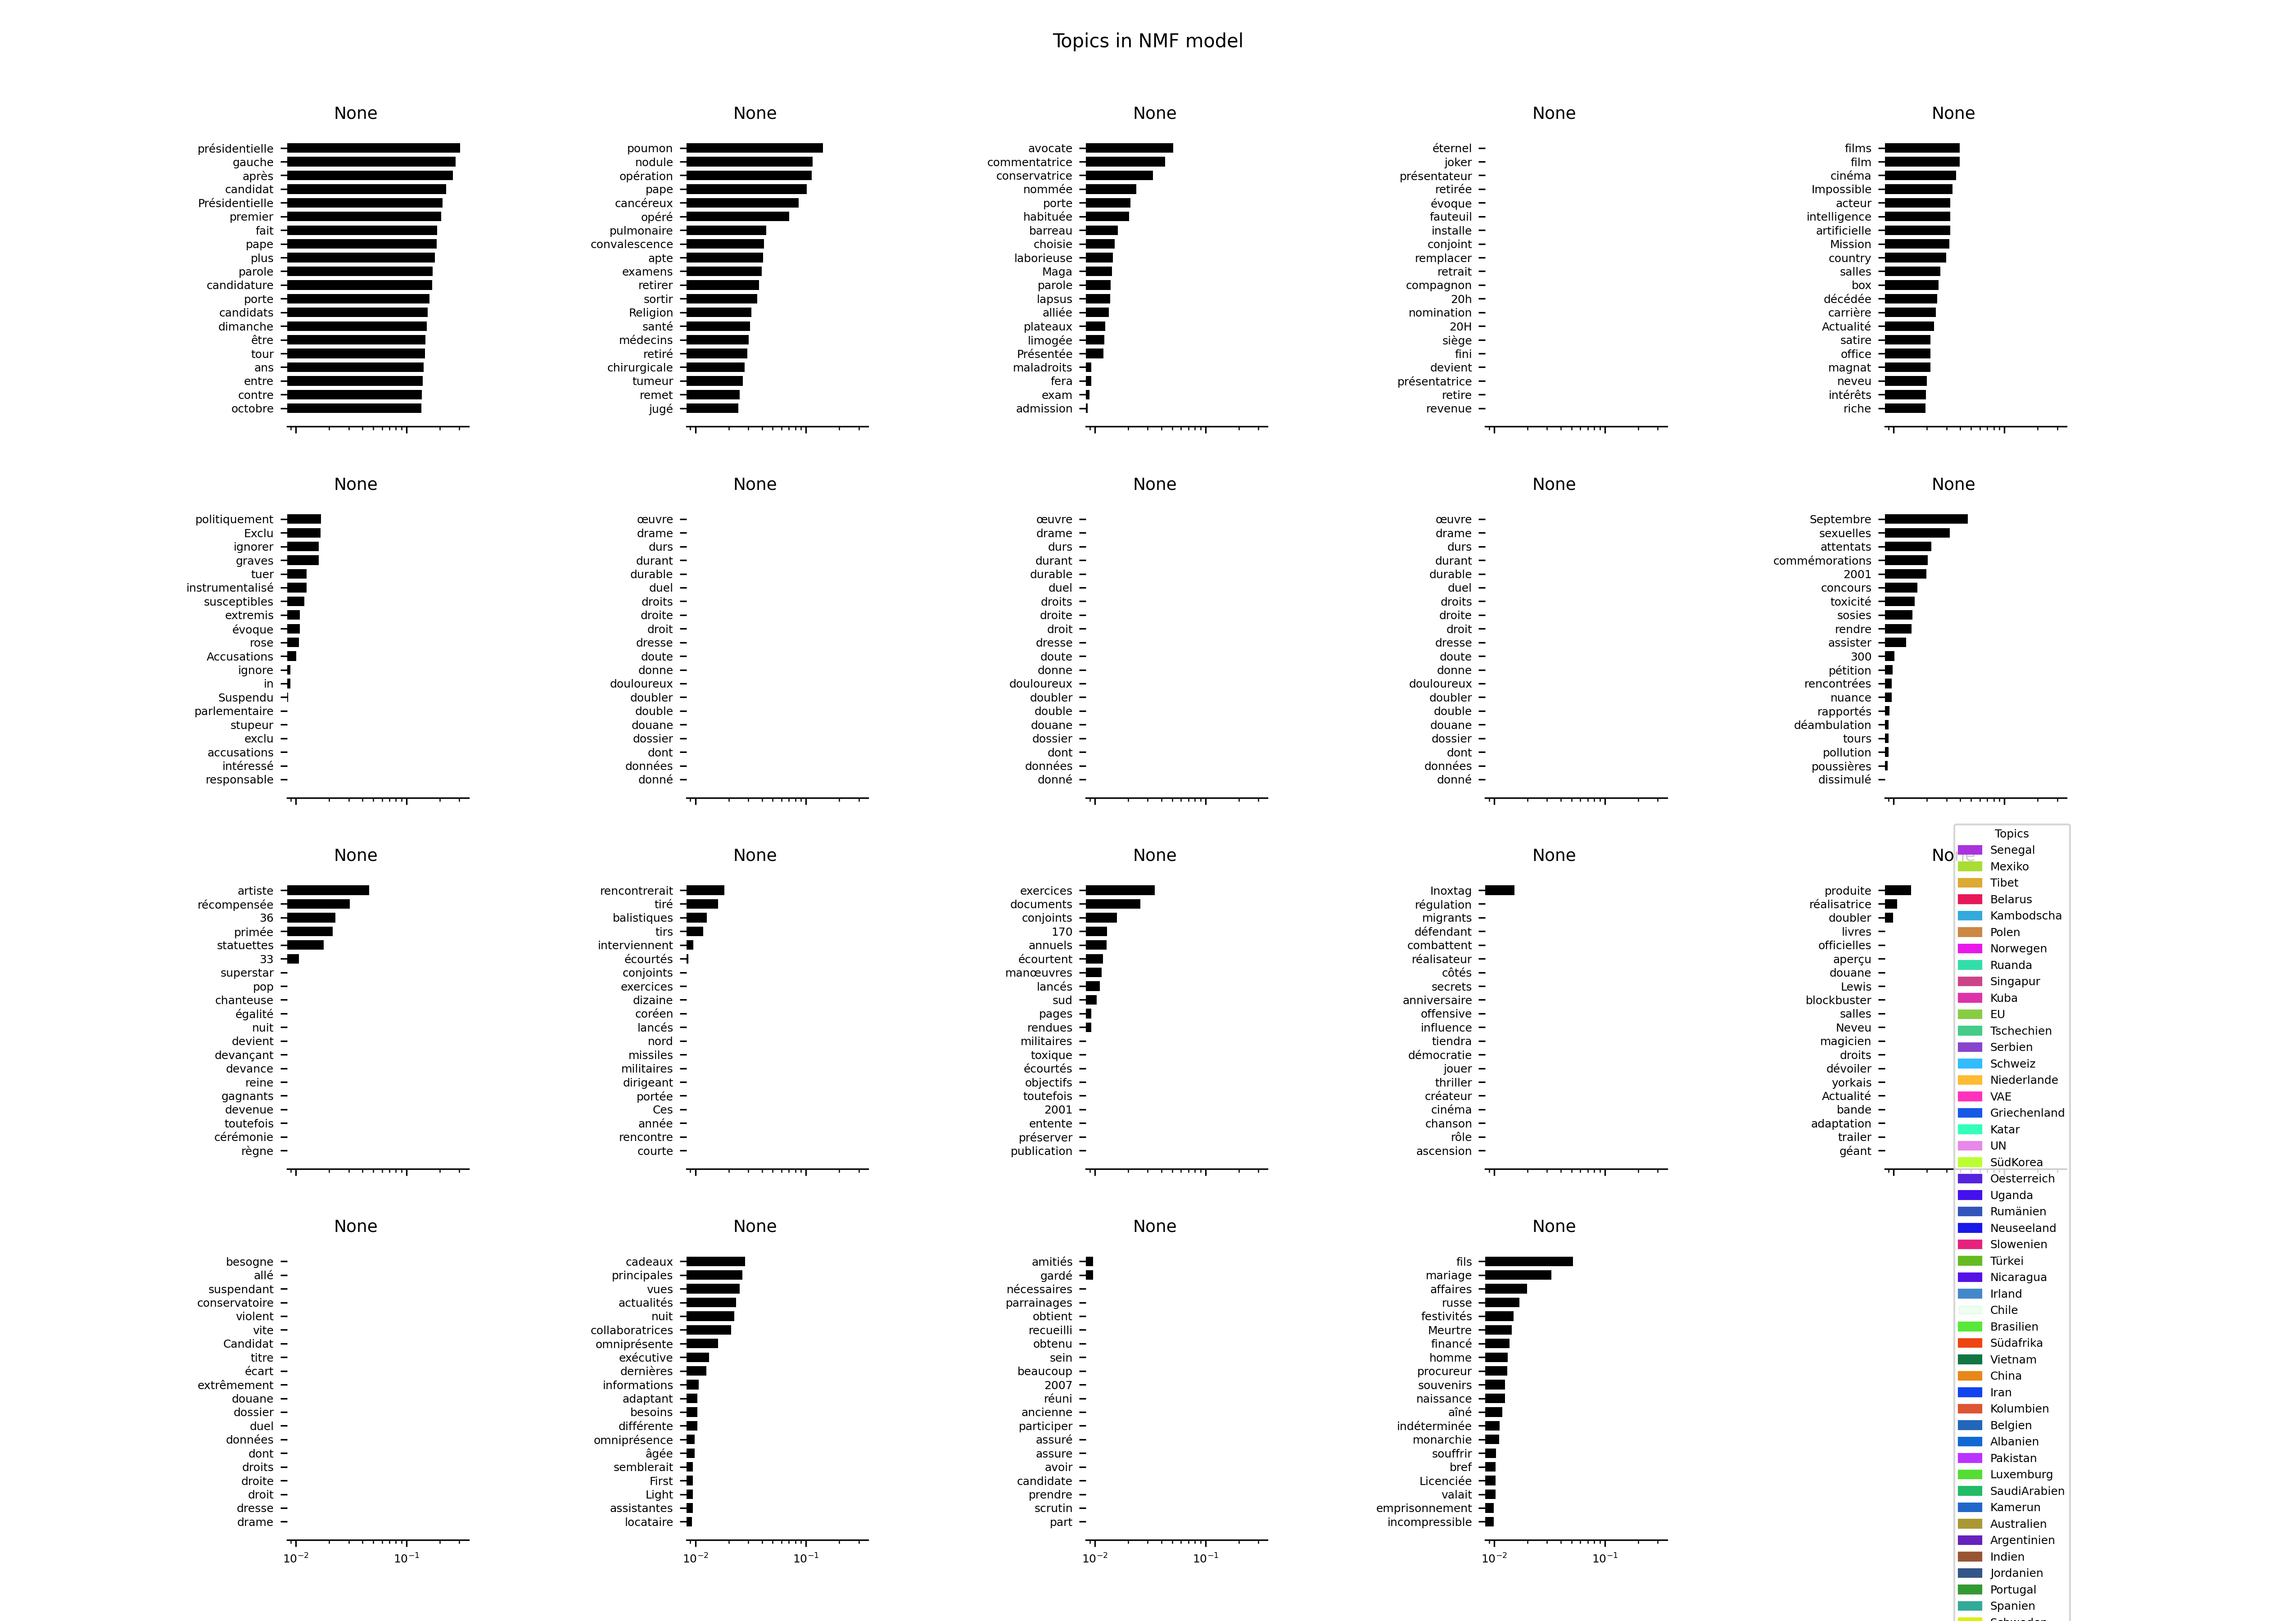 Topics in NMF model
None
présidentielle
gauche
après
candidat
Présidentielle
premier
fait
pape
plus
parole
candidature
porte
candidats
dimanche
être
tour
ans
entre
contre
octobre
None
poumon
nodule
opération
pape
cancéreux
opéré
pulmonaire
convalescence
apte
examens
retirer
sortir
Religion
santé
médecins
retiré
chirurgicale
tumeur
remet
jugé
None
avocate
commentatrice
conservatrice
nommée
porte
habituée
barreau
choisie
laborieuse
Maga
parole
lapsus
alliée
plateaux
limogée
Présentée
maladroits
fera
exam
admission
None
éternel
joker
présentateur
retirée
évoque
fauteuil
installe
conjoint
remplacer
retrait
compagnon
20h
nomination
20H
siège
fini
devient
présentatrice
retire
revenue
None
films
film
cinéma
Impossible
acteur
intelligence
artificielle
Mission
country
salles
box
décédée
carrière
Actualité
satire
office
magnat
neveu
intérêts
riche
None
politiquement
Exclu
ignorer
graves
tuer
instrumentalisé
susceptibles
extremis
évoque
rose
Accusations
ignore
in
Suspendu
parlementaire
stupeur
exclu
accusations
intéressé
responsable
None
œuvre
drame
durs
durant
durable
duel
droits
droite
droit
dresse
doute
donne
douloureux
doubler
double
douane
dossier
dont
données
donné
None
œuvre
drame
durs
durant
durable
duel
droits
droite
droit
dresse
doute
donne
douloureux
doubler
double
douane
dossier
dont
données
donné
None
œuvre
drame
durs
durant
durable
duel
droits
droite
droit
dresse
doute
donne
douloureux
doubler
double
douane
dossier
dont
données
donné
None
Septembre
sexuelles
attentats
commémorations
2001
concours
toxicité
sosies
rendre
assister
300
pétition
rencontrées
nuance
rapportés
déambulation
tours
pollution
poussières
dissimulé
None
artiste
récompensée
36
primée
statuettes
33
superstar
pop
chanteuse
égalité
nuit
devient
devançant
devance
reine
gagnants
devenue
toutefois
cérémonie
règne
None
rencontrerait
tiré
balistiques
tirs
interviennent
écourtés
conjoints
exercices
dizaine
coréen
lancés
nord
missiles
militaires
dirigeant
portée
Ces
année
rencontre
courte
None
exercices
documents
conjoints
170
annuels
écourtent
manœuvres
lancés
sud
pages
rendues
militaires
toxique
écourtés
objectifs
toutefois
2001
entente
préserver
publication
None
Inoxtag
régulation
migrants
défendant
combattent
réalisateur
côtés
secrets
anniversaire
offensive
influence
tiendra
démocratie
jouer
thriller
créateur
cinéma
chanson
rôle
ascension
None
produite
réalisatrice
doubler
livres
officielles
aperçu
douane
Lewis
blockbuster
salles
Neveu
magicien
droits
dévoiler
yorkais
Actualité
bande
adaptation
trailer
géant
None
besogne
allé
suspendant
conservatoire
violent
vite
Candidat
titre
écart
extrêmement
douane
dossier
duel
données
dont
droits
droite
droit
dresse
drame
10⁻² 10⁻¹
None
cadeaux
principales
vues
actualités
nuit
collaboratrices
omniprésente
exécutive
dernières
informations
adaptant
besoins
différente
omniprésence
âgée
semblerait
First
Light
assistantes
locataire
10⁻² 10⁻¹
None
amitiés
gardé
nécessaires
parrainages
obtient
recueilli
obtenu
sein
beaucoup
2007
réuni
ancienne
participer
assuré
assure
avoir
candidate
prendre
scrutin
part
10⁻² 10⁻¹
None
fils
mariage
affaires
russe
festivités
Meurtre
financé
homme
procureur
souvenirs
naissance
aîné
indéterminée
monarchie
souffrir
bref
Licenciée
valait
emprisonnement
incompressible
10⁻² 10⁻¹
Topics
Senegal
Mexiko
Tibet
Belarus
Kambodscha
Polen
Norwegen
Ruanda
Singapur
Kuba
EU
Tschechien
Serbien
Schweiz
Niederlande
VAE
Griechenland
Katar
UN
SüdKorea
Oesterreich
Uganda
Rumänien
Neuseeland
Slowenien
Türkei
Nicaragua
Irland
Chile
Brasilien
Südafrika
Vietnam
China
Iran
Kolumbien
Belgien
Albanien
Pakistan
Luxemburg
SaudiArabien
Kamerun
Australien
Argentinien
Indien
Jordanien
Portugal
Spanien